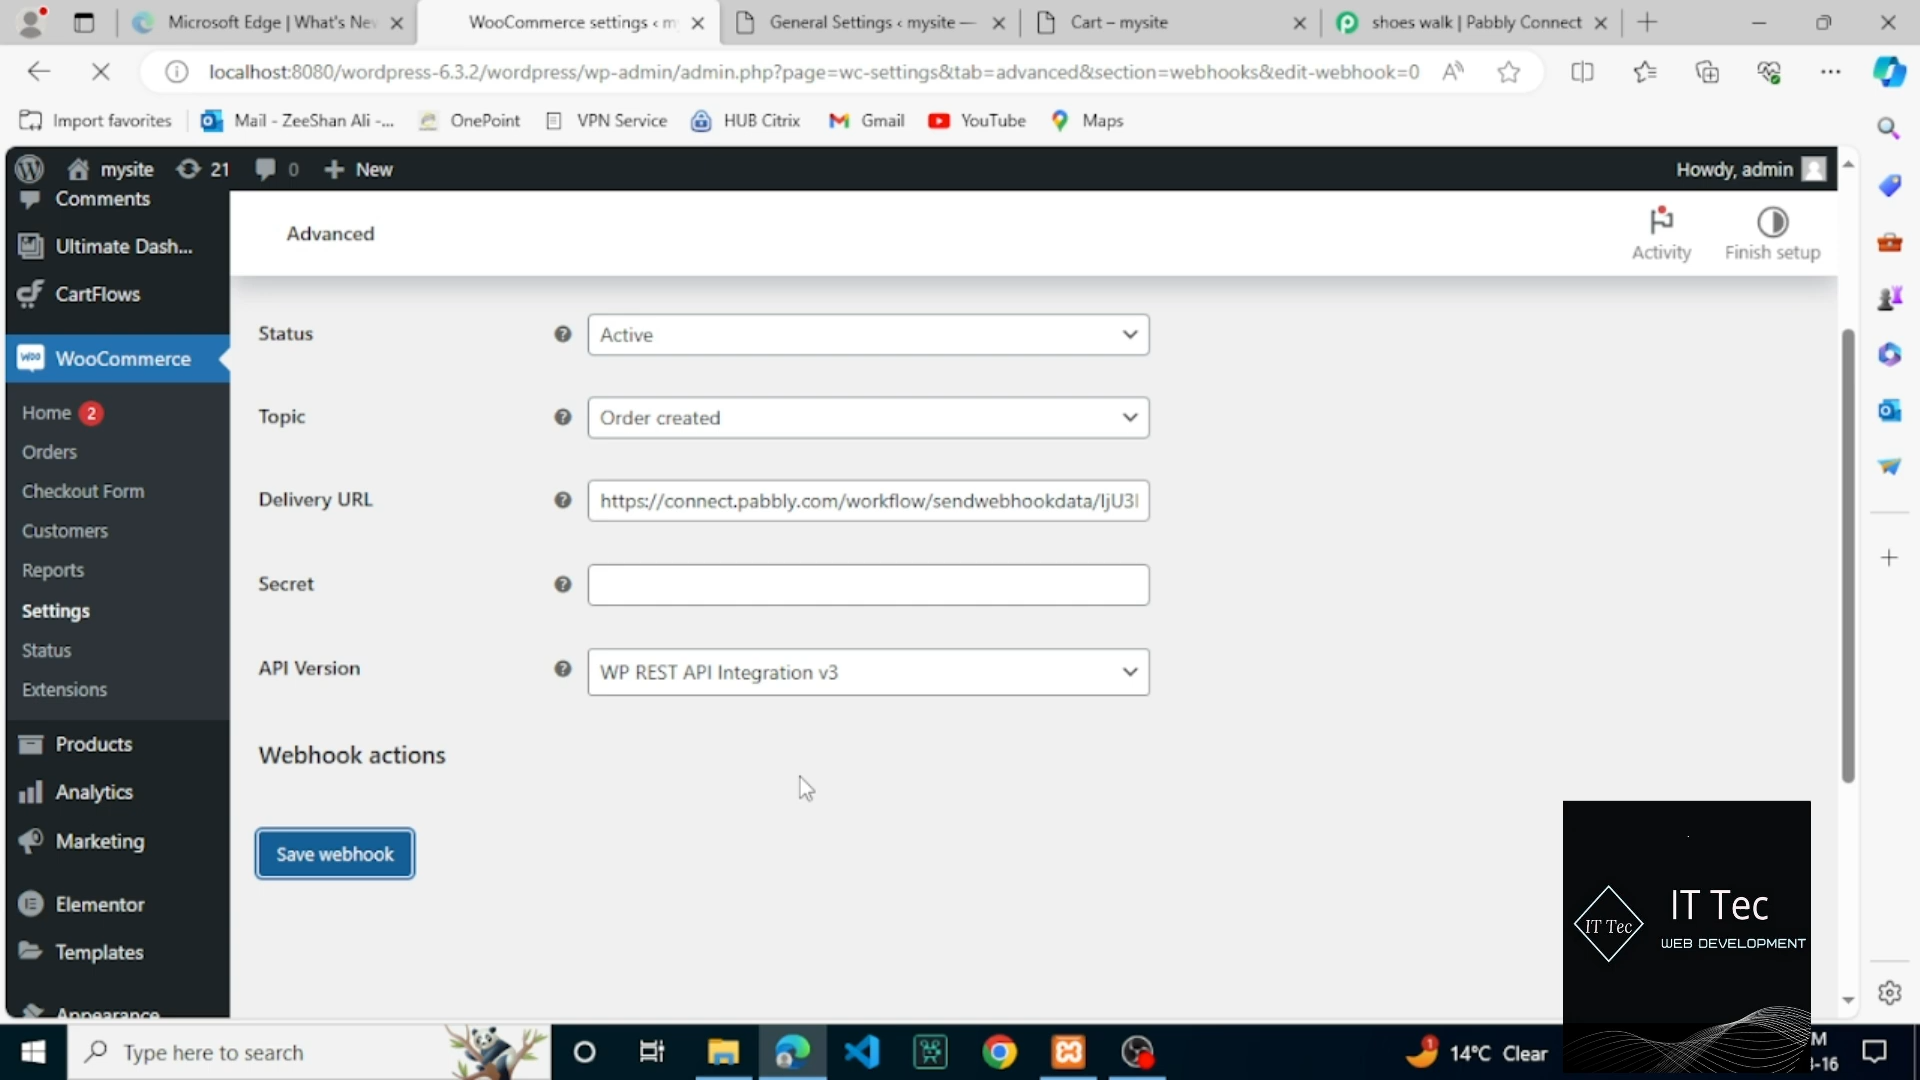 Microsoft Edge | What's Nev
WooCommerce settings ‹ m
General Settings ‹ mysite —
Cart – mysite
shoes walk | Pabbly Connect
localhost:8080/wordpress-6.3.2/wordpress/wp-admin/admin.php?page=wc-settings&tab=advanced&section=webhooks&edit-webhook=0
Import favorites
Mail - ZeeShan Ali -...
OnePoint
VPN Service
HUB Citrix
Gmail
YouTube
Maps
mysite
21
0
New
Howdy, admin
Comments
Ultimate Dash...
CartFlows
WooCommerce
Home 2
Orders
Checkout Form
Customers
Reports
Settings
Status
Extensions
Products
Analytics
Marketing
Elementor
Templates
Appearance
Advanced
Activity
Finish setup
Status
Active
Topic
Order created
Delivery URL
https://connect.pabbly.com/workflow/sendwebhookdata/IjU3
Secret
API Version
WP REST API Integration v3
Webhook actions
Save webhook
IT Tec
IT Tec
WEB DEVELOPMENT
Type here to search
1
14°C Clear
M
-16